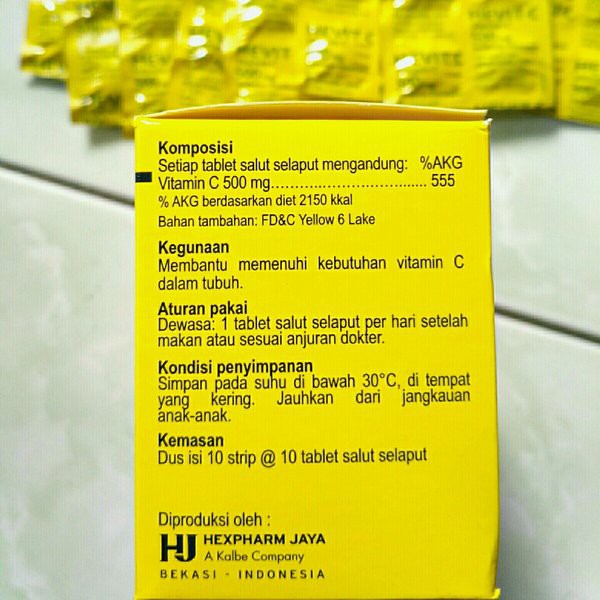 HEVIT C
Komposisi
Setiap tablet salut selaput mengandung: %AKG
Vitamin C 500 mg................................ 555
% AKG berdasarkan diet 2150 kkal
Bahan tambahan: FD&C Yellow 6 Lake
Kegunaan
Membantu memenuhi kebutuhan vitamin C
dalam tubuh.
Aturan pakai
Dewasa: 1 tablet salut selaput per hari setelah
makan atau sesuai anjuran dokter.
Kondisi penyimpanan
Simpan pada suhu di bawah 30°C, di tempat
yang kering. Jauhkan dari jangkauan
anak-anak.
Kemasan
Dus isi 10 strip @ 10 tablet salut selaput
Diproduksi oleh :
HJ HEXPHARM JAYA
A Kalbe Company
BEKASI - INDONESIA